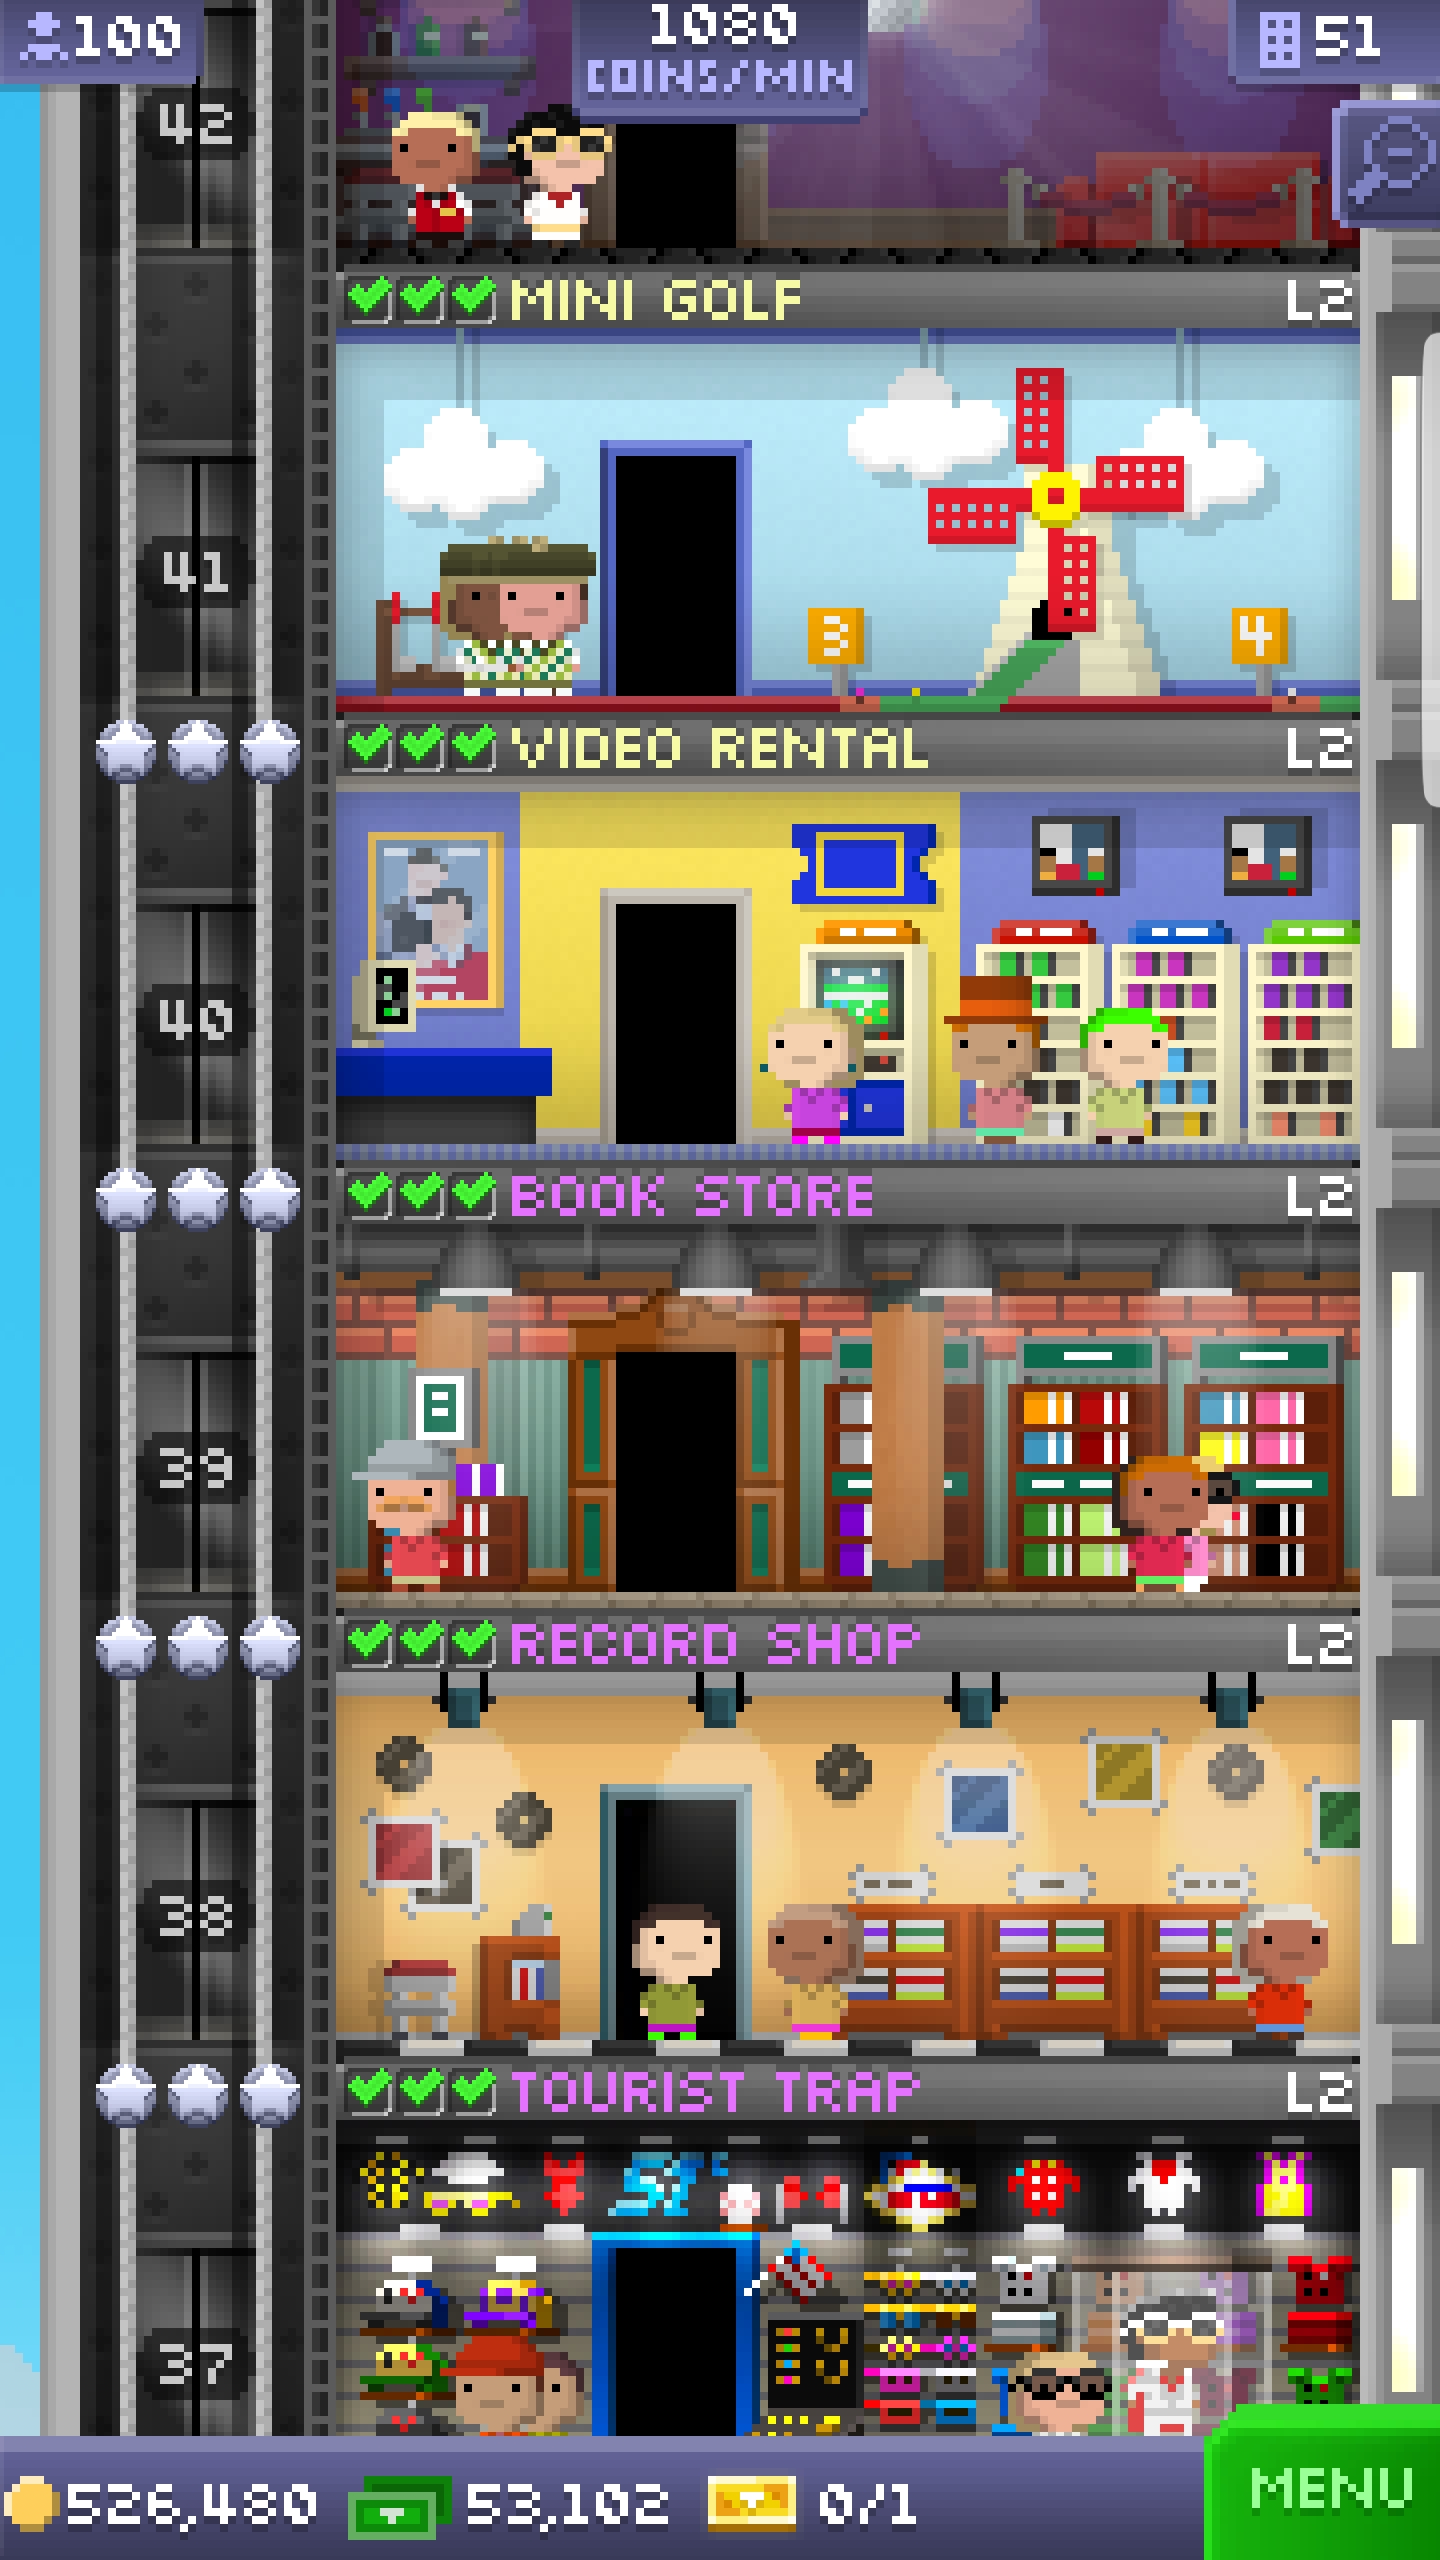 100
1080
COINS/MIN
51
42
MINI GOLF L2
41
3
4
VIDEO RENTAL L2
40
BOOK STORE L2
39
RECORD SHOP L2
38
TOURIST TRAP L2
37
526,480 53,102 0/1
MENU